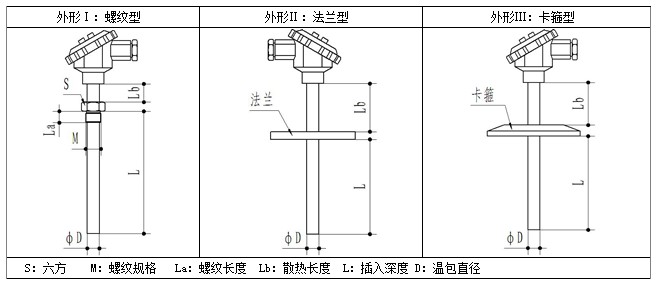 外形Ⅰ：螺纹型
外形Ⅱ：法兰型
外形Ⅲ：卡箍型
S
Lb
La
M
L
ΦD
法兰
Lb
L
ΦD
卡箍
Lb
L
ΦD
S：六方 M：螺纹规格 La：螺纹长度 Lb：散热长度 L：插入深度 D：温包直径